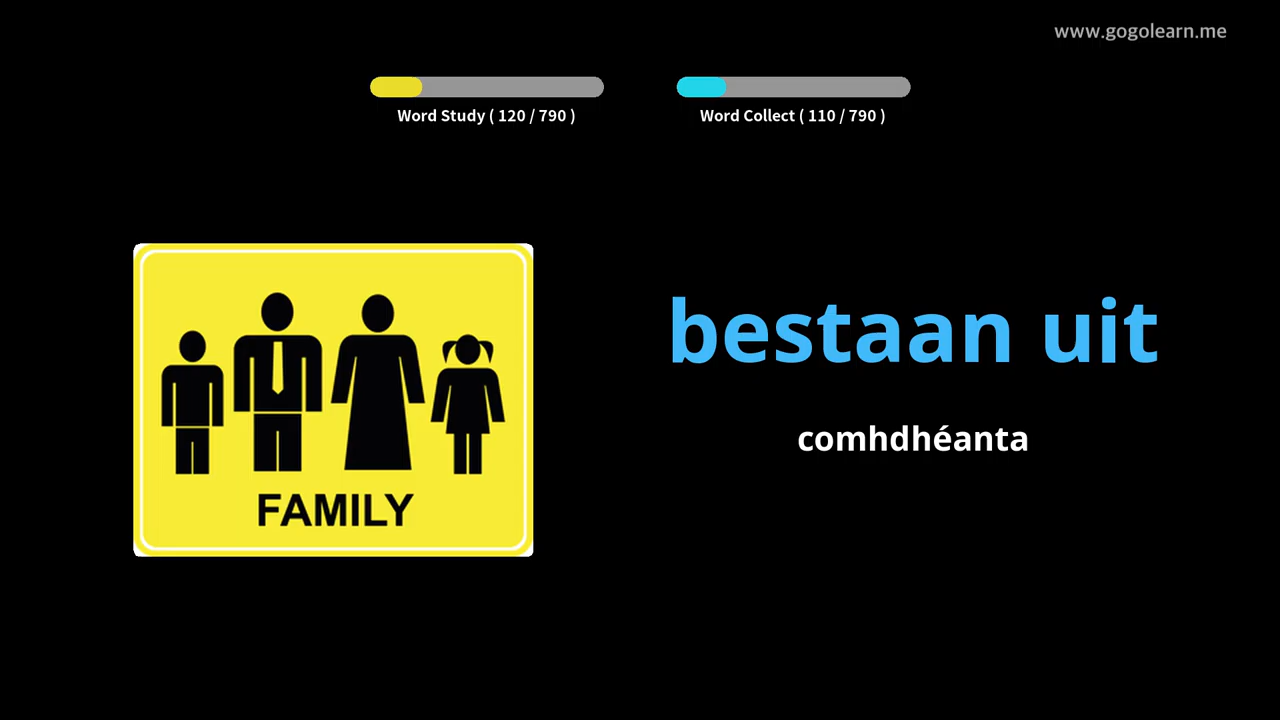 www.gogolearn.me
Word Study ( 120 / 790 )
Word Collect ( 110 / 790 )
bestaan uit
comhdhéanta
FAMILY